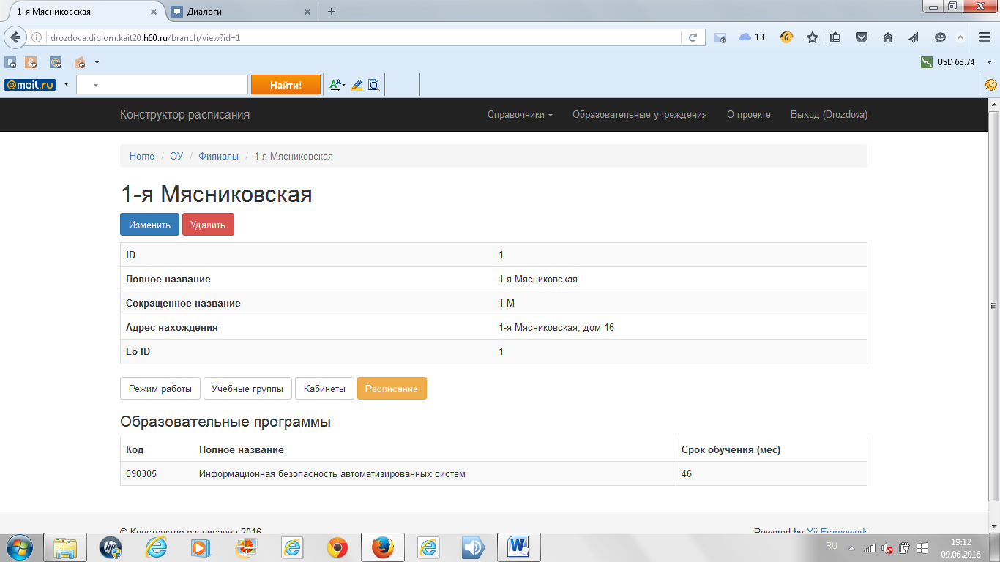 1-я Мясниковская
Диалоги
drozdova.diplom.kait20.h60.ru/branch/view?id=1
13
6
USD 63.74
@mail.ru
Найти!
Конструктор расписания
Справочники
Образовательные учреждения
О проекте
Выход (Drozdova)
Home / ОУ / Филиалы / 1-я Мясниковская
1-я Мясниковская
Изменить
Удалить
ID 1
Полное название 1-я Мясниковская
Сокращенное название 1-М
Адрес нахождения 1-я Мясниковская, дом 16
Eo ID 1
Режим работы
Учебные группы
Кабинеты
Расписание
Образовательные программы
Код Полное название Срок обучения (мес)
090305 Информационная безопасность автоматизированных систем 46
© Конструктор расписания 2016
Powered by Yii Framework
RU
19:12
09.06.2016